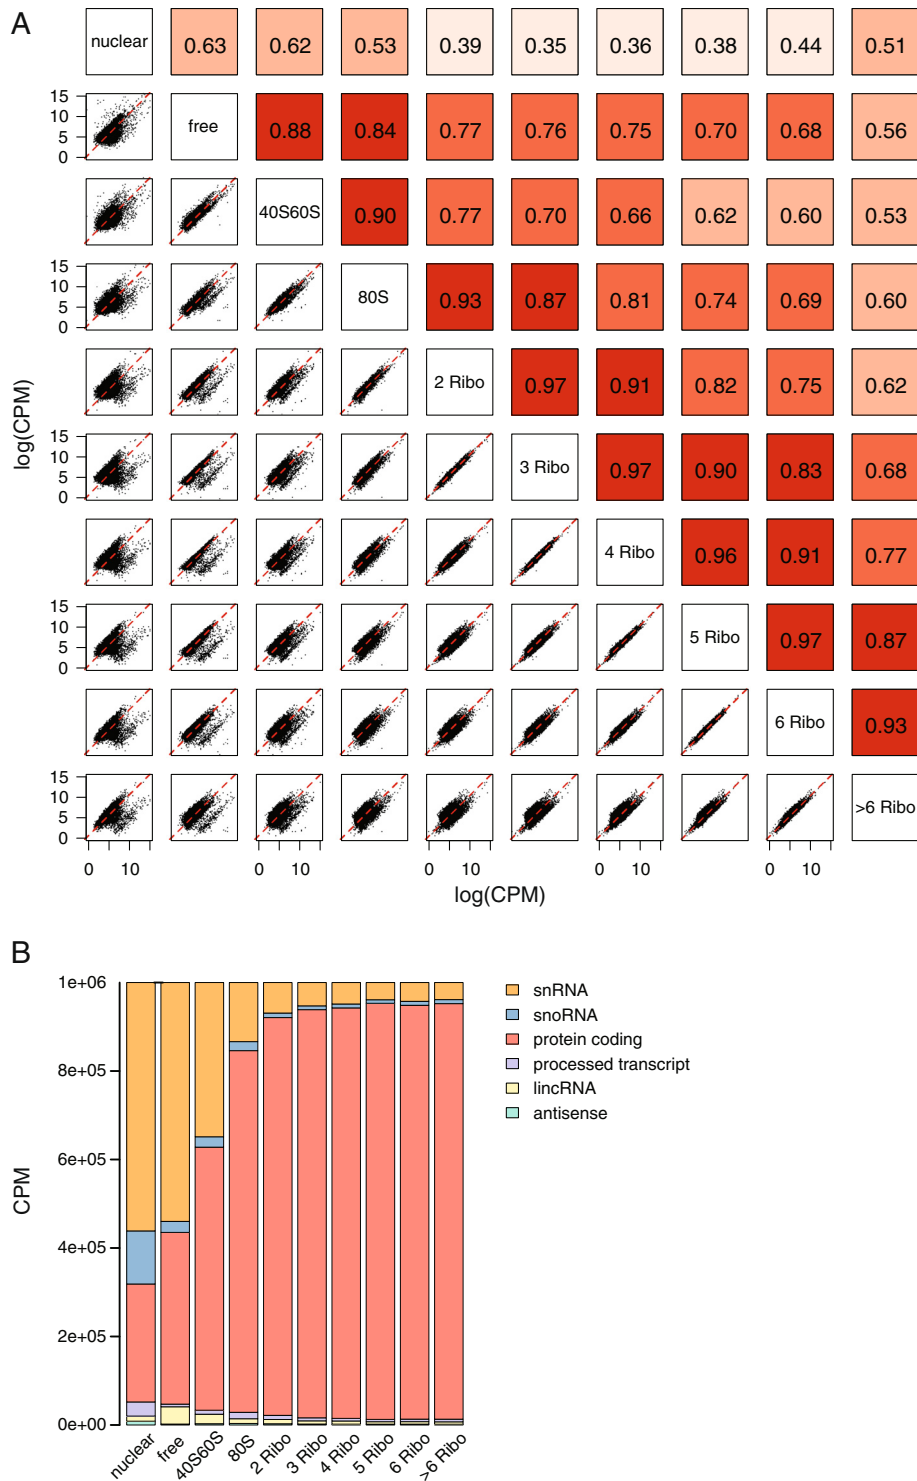 A
nuclear 0.63 0.62 0.53 0.39 0.35 0.36 0.38 0.44 0.51
15
10
5
0
free 0.88 0.84 0.77 0.76 0.75 0.70 0.68 0.56
40S60S 0.90 0.77 0.70 0.66 0.62 0.60 0.53
15
10
5
0
80S 0.93 0.87 0.81 0.74 0.69 0.60
2 Ribo 0.97 0.91 0.82 0.75 0.62
log(CPM)
15
10
5
0
3 Ribo 0.97 0.90 0.83 0.68
4 Ribo 0.96 0.91 0.77
15
10
5
0
5 Ribo 0.97 0.87
6 Ribo 0.93
15
10
5
0
>6 Ribo
0 10 0 10 0 10 0 10 0 10
log(CPM)
B
1e+06
8e+05
6e+05
4e+05
2e+05
0e+00
CPM
snRNA
snoRNA
protein coding
processed transcript
lincRNA
antisense
nuclear
free
40S60S
80S
2 Ribo
3 Ribo
4 Ribo
5 Ribo
6 Ribo
>6 Ribo